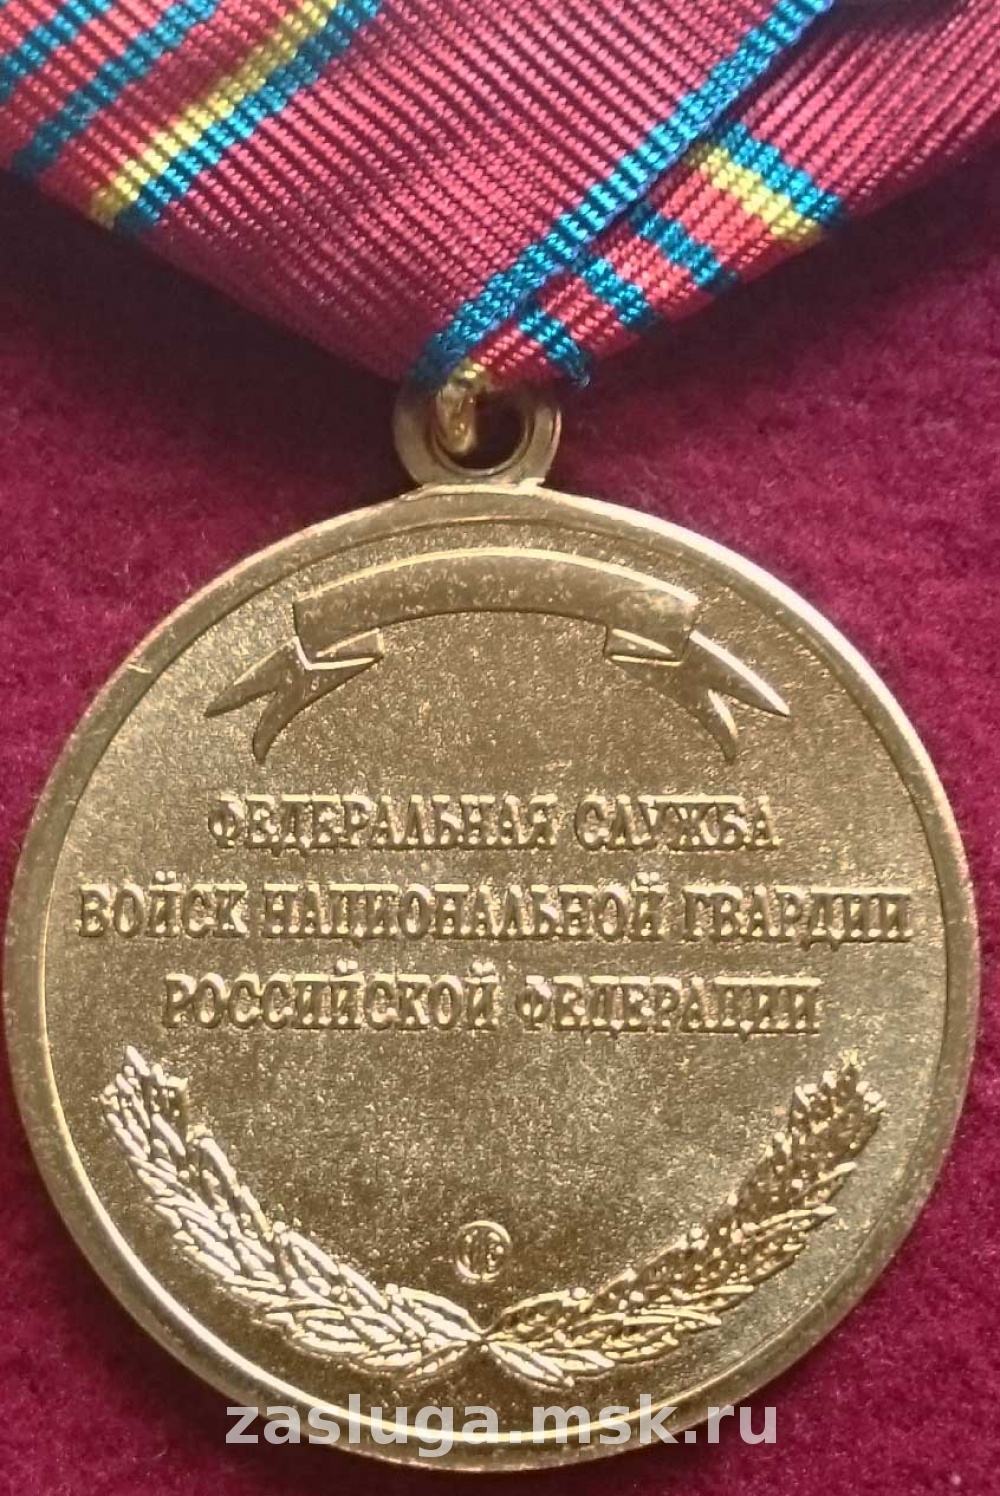 ФЕДЕРАЛЬНАЯ СЛУЖБА
ВОЙСК НАЦИОНАЛЬНОЙ ГВАРДИИ
РОССИЙСКОЙ ФЕДЕРАЦИИ
zasluga.msk.ru